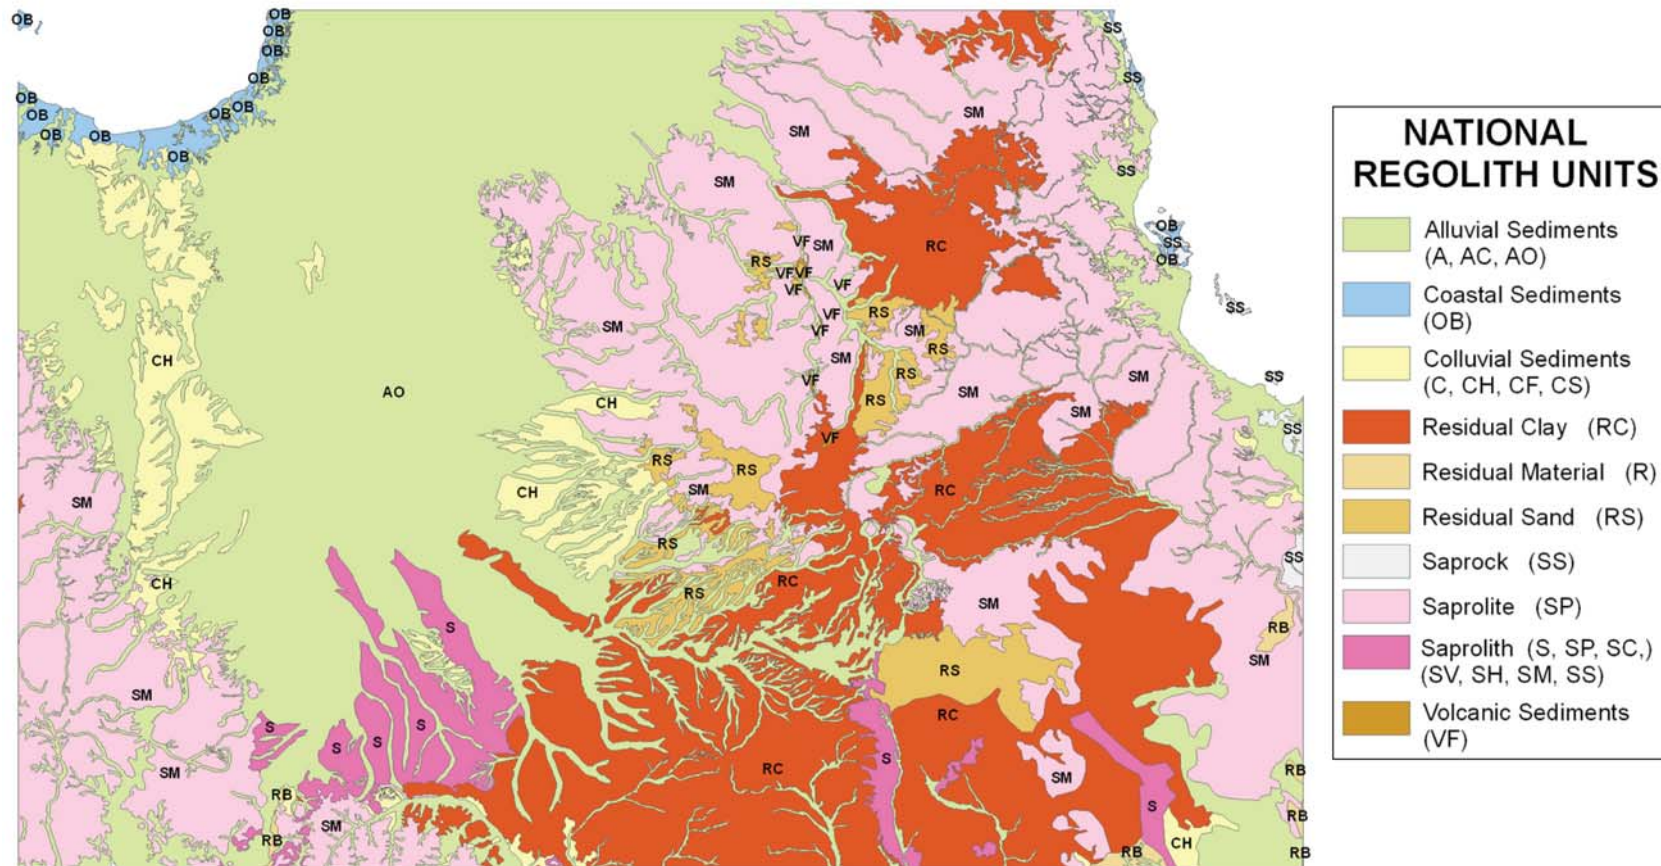 OB
OB
OB
OB
OB
OB
OB
OB
OB
OB
OB
OB
OB
SS
SS
SM
SM
SM
SS
OB
SS
OB
SS
SS
VF
SM
RC
RS
VF
VF
VF
VF
VF
VF
SM
RS
SM
RS
SM
VF
RS
RS
SM
SM
SM
CH
AO
CH
VF
SS
RS
RS
SM
CH
SM
RC
RS
SS
CH
RS
RC
SM
RB
SM
S
RS
SM
S
S
S
S
RC
SM
RC
S
SM
S
RB
RB
RB
SM
RB
CH
RB
RB
NATIONAL
REGOLITH UNITS
Alluvial Sediments
(A, AC, AO)
Coastal Sediments
(OB)
Colluvial Sediments
(C, CH, CF, CS)
Residual Clay (RC)
Residual Material (R)
Residual Sand (RS)
Saprock (SS)
Saprolite (SP)
Saprolith (S, SP, SC,)
(SV, SH, SM, SS)
Volcanic Sediments
(VF)